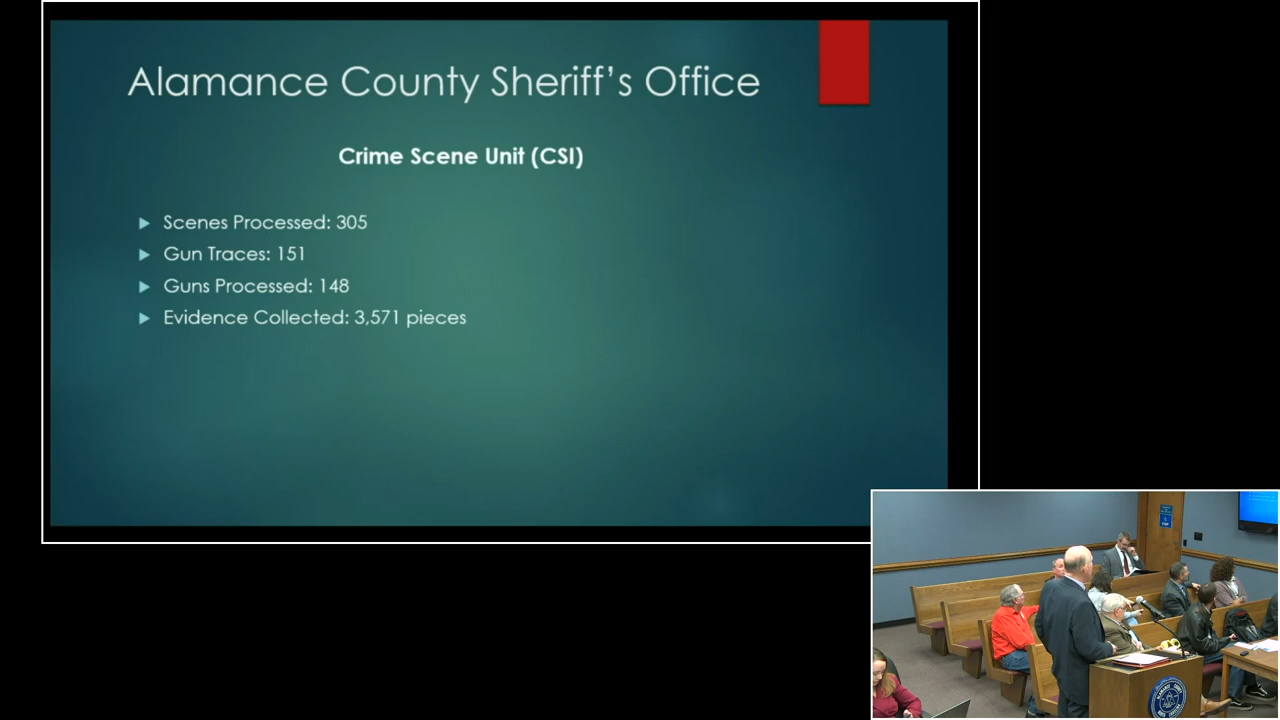 Alamance County Sheriff's Office
Crime Scene Unit (CSI)
Scenes Processed: 305
Gun Traces: 151
Guns Processed: 148
Evidence Collected: 3,571 pieces